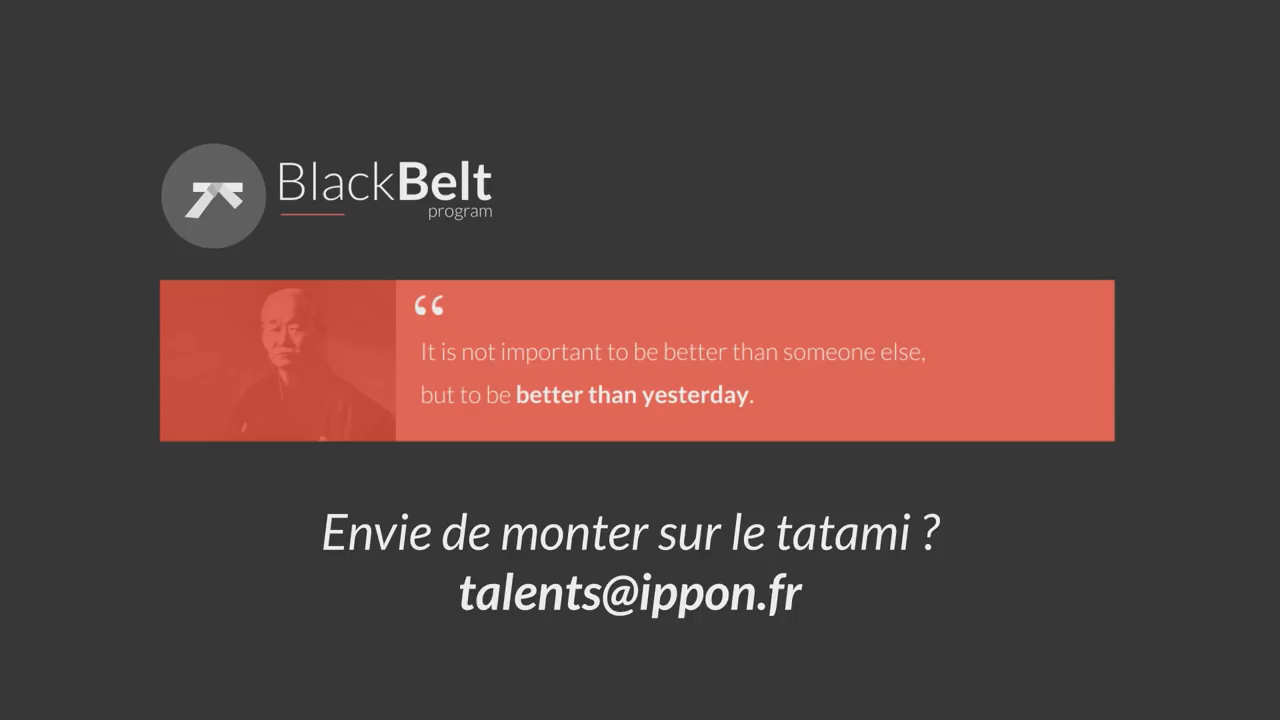 BlackBelt
program
“
It is not important to be better than someone else,
but to be better than yesterday.
Envie de monter sur le tatami ?
talents@ippon.fr